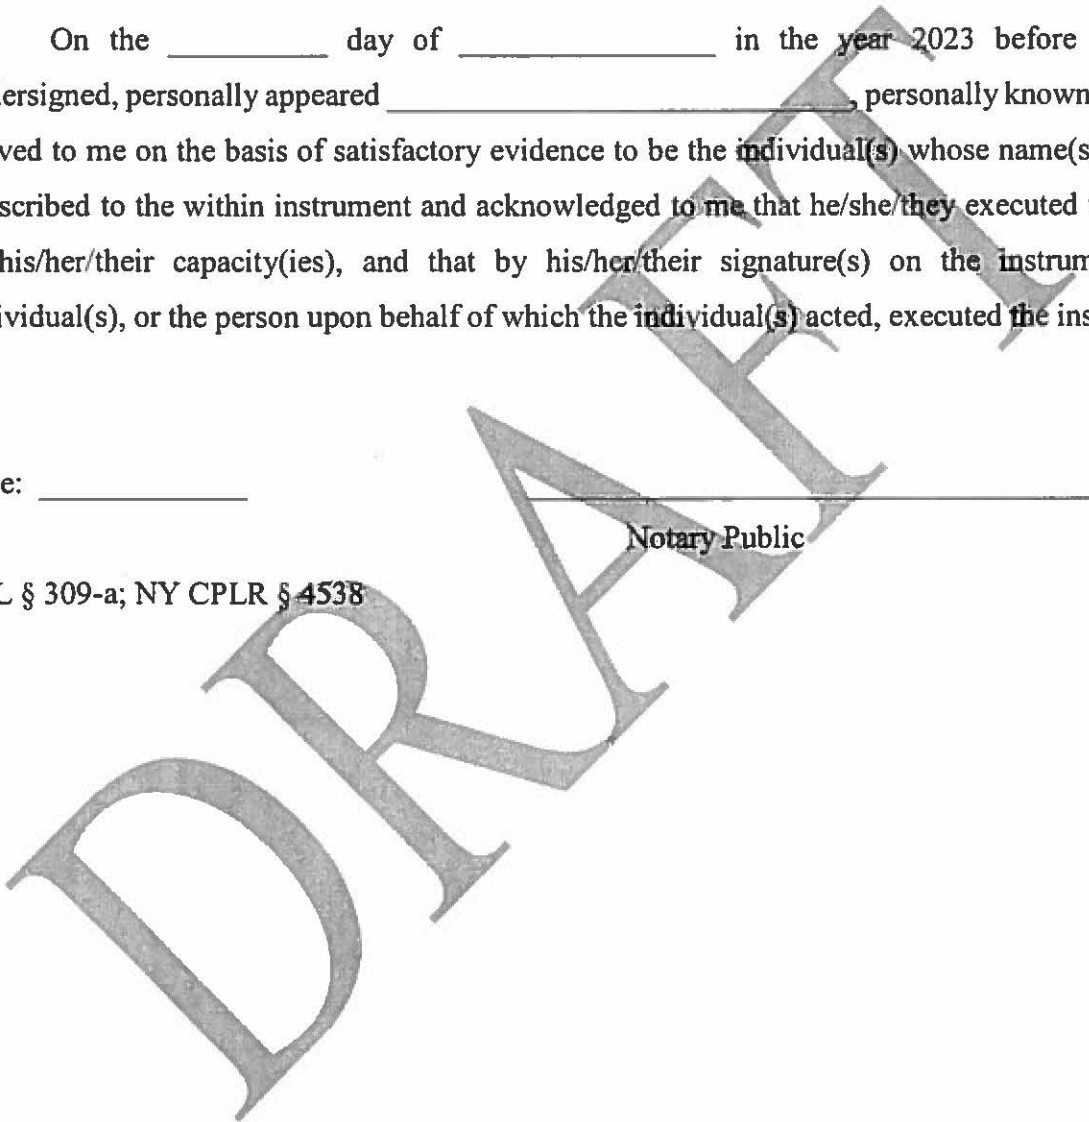 On the ____________ day of ____________________ in the year 2023 before
ersigned, personally appeared ____________________________________, personally known
ved to me on the basis of satisfactory evidence to be the individual(s) whose name(s
scribed to the within instrument and acknowledged to me that he/she/they executed
his/her/their capacity(ies), and that by his/her/their signature(s) on the instrum
ividual(s), or the person upon behalf of which the individual(s) acted, executed the ins
e: ________________ ____________________________________________
Notary Public
L § 309-a; NY CPLR § 4538
DRAFT